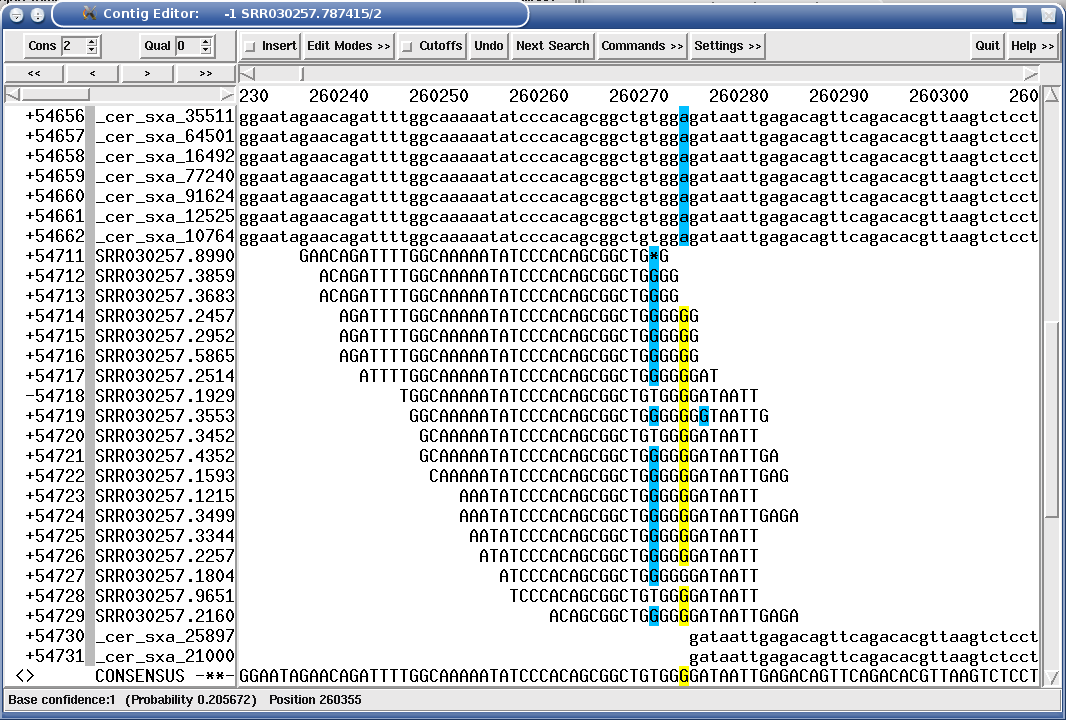 Contig Editor: -1 SRR030257.787415/2
Cons 2 Qual 0 Insert Edit Modes >> Cutoffs Undo Next Search Commands >> Settings >> Quit Help >>
<< < > >>
230 260240 260250 260260 260270 260280 260290 260300 260
+54656 _cer_sxa_35511 ggaatagaacagattttggcaaaaatatcccacagcggctgtggagataattgagacagttcagacacgttaagtctcct
+54657 _cer_sxa_64501 ggaatagaacagattttggcaaaaatatcccacagcggctgtggagataattgagacagttcagacacgttaagtctcct
+54658 _cer_sxa_16492 ggaatagaacagattttggcaaaaatatcccacagcggctgtggagataattgagacagttcagacacgttaagtctcct
+54659 _cer_sxa_77240 ggaatagaacagattttggcaaaaatatcccacagcggctgtggagataattgagacagttcagacacgttaagtctcct
+54660 _cer_sxa_91624 ggaatagaacagattttggcaaaaatatcccacagcggctgtggagataattgagacagttcagacacgttaagtctcct
+54661 _cer_sxa_12525 ggaatagaacagattttggcaaaaatatcccacagcggctgtggagataattgagacagttcagacacgttaagtctcct
+54662 _cer_sxa_10764 ggaatagaacagattttggcaaaaatatcccacagcggctgtggagataattgagacagttcagacacgttaagtctcct
+54711 SRR030257.8990 GAACAGATTTTGGCAAAAATATCCCACAGCGGCTG*G
+54712 SRR030257.3859 ACAGATTTTGGCAAAAATATCCCACAGCGGCTGGGG
+54713 SRR030257.3683 ACAGATTTTGGCAAAAATATCCCACAGCGGCTGGGG
+54714 SRR030257.2457 AGATTTTGGCAAAAATATCCCACAGCGGCTGGGGGG
+54715 SRR030257.2952 AGATTTTGGCAAAAATATCCCACAGCGGCTGGGGGG
+54716 SRR030257.5865 AGATTTTGGCAAAAATATCCCACAGCGGCTGGGGGG
+54717 SRR030257.2514 ATTTTGGCAAAAATATCCCACAGCGGCTGGGGGGAT
-54718 SRR030257.1929 TGGCAAAAATATCCCACAGCGGCTGTGGGGATAATT
+54719 SRR030257.3553 GGCAAAAATATCCCACAGCGGCTGGGGGGGTAATTG
+54720 SRR030257.3452 GCAAAAATATCCCACAGCGGCTGTGGGGATAATT
+54721 SRR030257.4352 GCAAAAATATCCCACAGCGGCTGGGGGGATAATTGA
+54722 SRR030257.1593 CAAAAATATCCCACAGCGGCTGGGGGGATAATTGAG
+54723 SRR030257.1215 AAATATCCCACAGCGGCTGGGGGGATAATT
+54724 SRR030257.3499 AAATATCCCACAGCGGCTGGGGGGATAATTGAGA
+54725 SRR030257.3344 AATATCCCACAGCGGCTGGGGGGATAATT
+54726 SRR030257.2257 ATATCCCACAGCGGCTGGGGGGATAATT
+54727 SRR030257.1804 ATCCCACAGCGGCTGGGGGGATAATT
+54728 SRR030257.9651 TCCCACAGCGGCTGTGGGGATAATT
+54729 SRR030257.2160 ACAGCGGCTGGGGGGATAATTGAGA
+54730 _cer_sxa_25897 gataattgagacagttcagacacgttaagtctcct
+54731 _cer_sxa_21000 gataattgagacagttcagacacgttaagtctcct
<> CONSENSUS -**- GGAATAGAACAGATTTTGGCAAAAATATCCCACAGCGGCTGTGGGGATAATTGAGACAGTTCAGACACGTTAAGTCTCCT
Base confidence:1 (Probability 0.205672) Position 260355